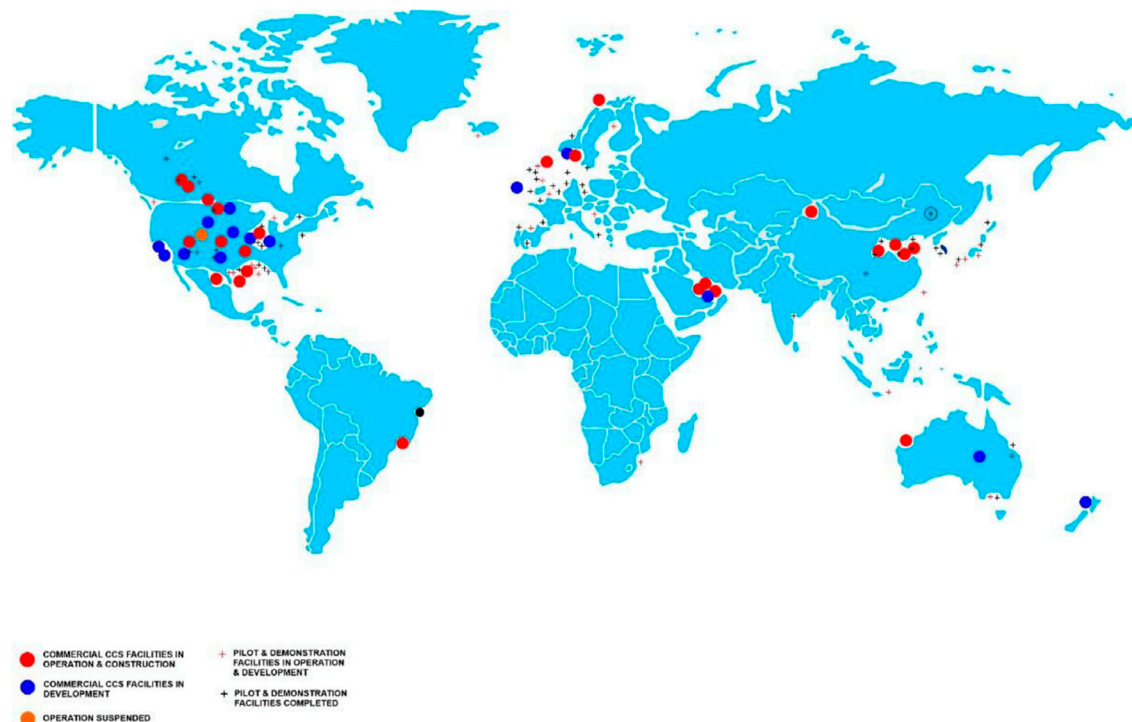 COMMERCIAL CCS FACILITIES IN
OPERATION & CONSTRUCTION
COMMERCIAL CCS FACILITIES IN
DEVELOPMENT
OPERATION SUSPENDED
PILOT & DEMONSTRATION
FACILITIES IN OPERATION
& DEVELOPMENT
PILOT & DEMONSTRATION
FACILITIES COMPLETED